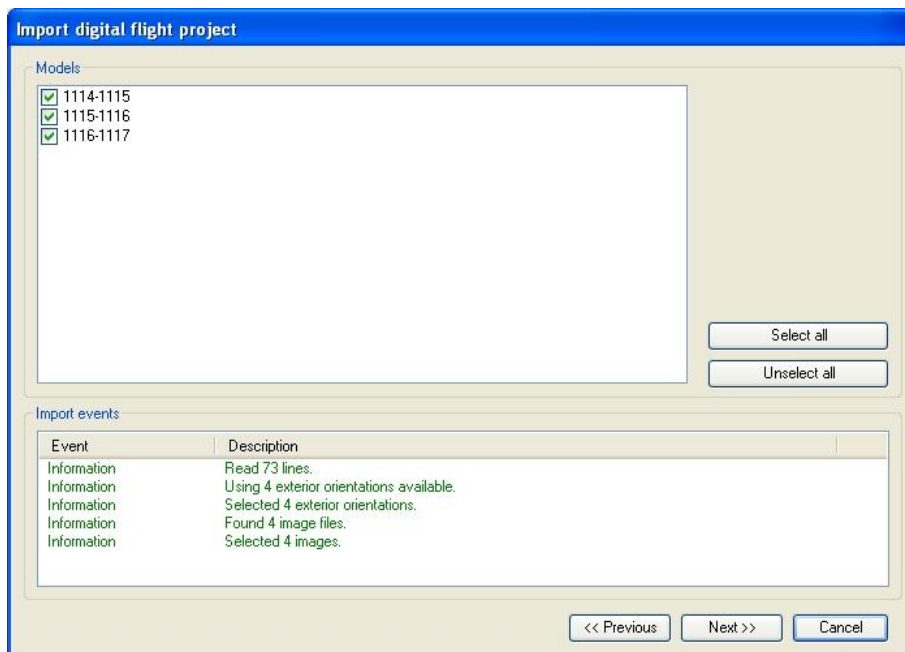 Import digital flight project
Models
1114-1115
1115-1116
1116-1117
Select all
Unselect all
Import events
Event Description
Information Read 73 lines.
Information Using 4 exterior orientations available.
Information Selected 4 exterior orientations.
Information Found 4 image files.
Information Selected 4 images.
<< Previous Next >> Cancel